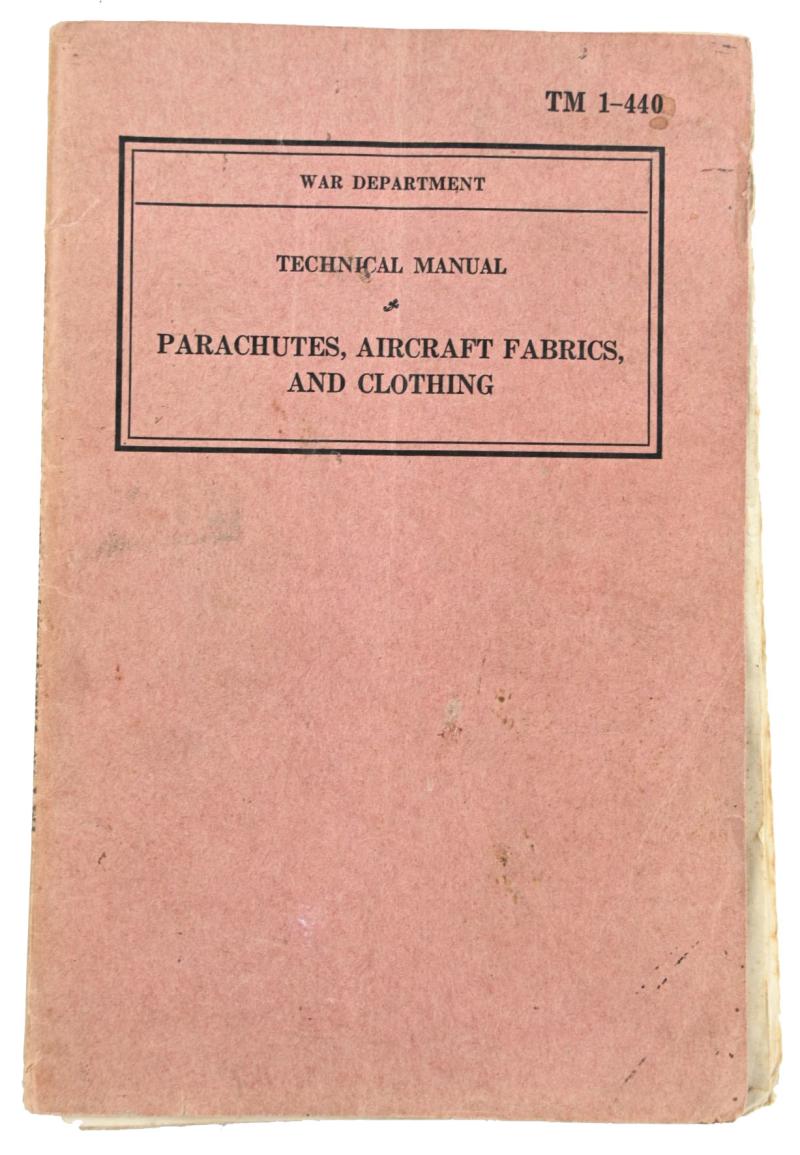 TM 1–440
WAR DEPARTMENT
TECHNICAL MANUAL
PARACHUTES, AIRCRAFT FABRICS,
AND CLOTHING